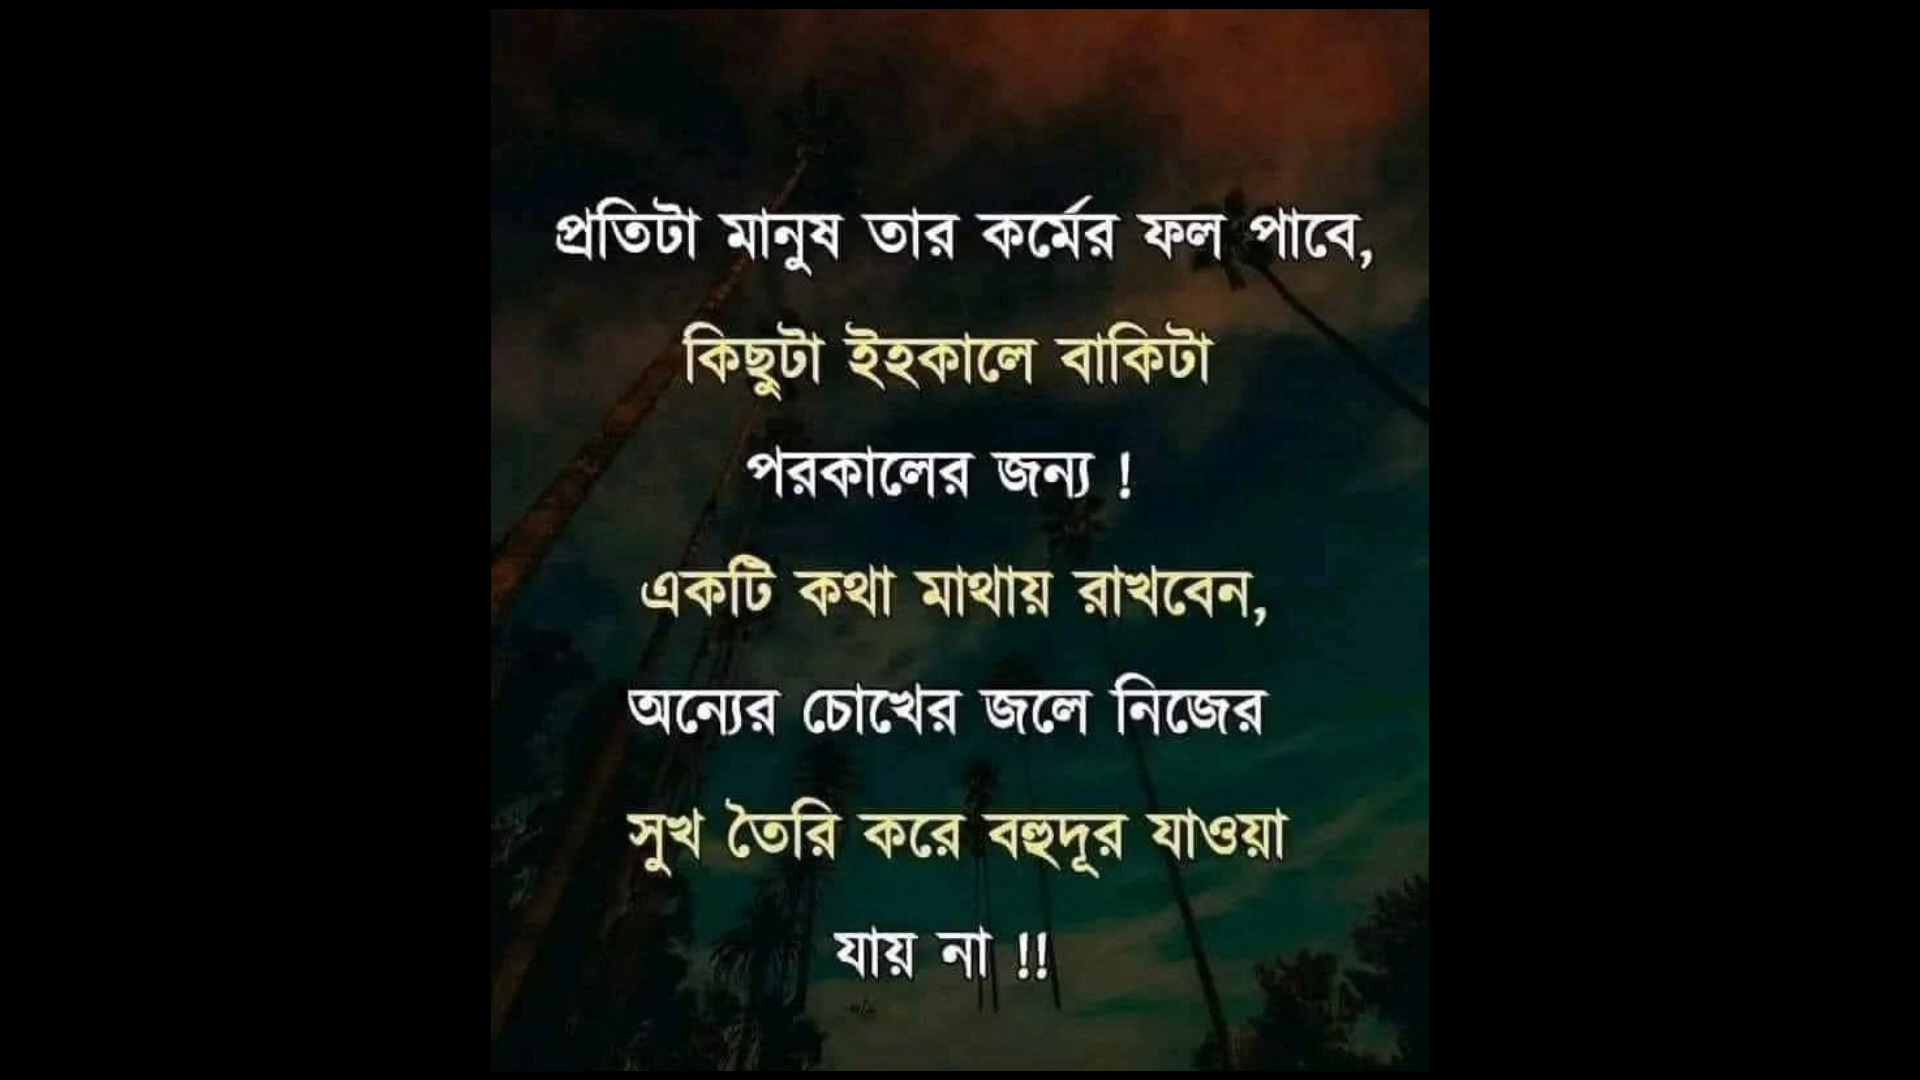 প্রতিটা মানুষ তার কর্মের ফল পাবে,
কিছুটা ইহকালে বাকিটা
পরকালের জন্য !
একটি কথা মাথায় রাখবেন,
অন্যের চোখের জলে নিজের
সুখ তৈরি করে বহুদূর যাওয়া
যায় না !!